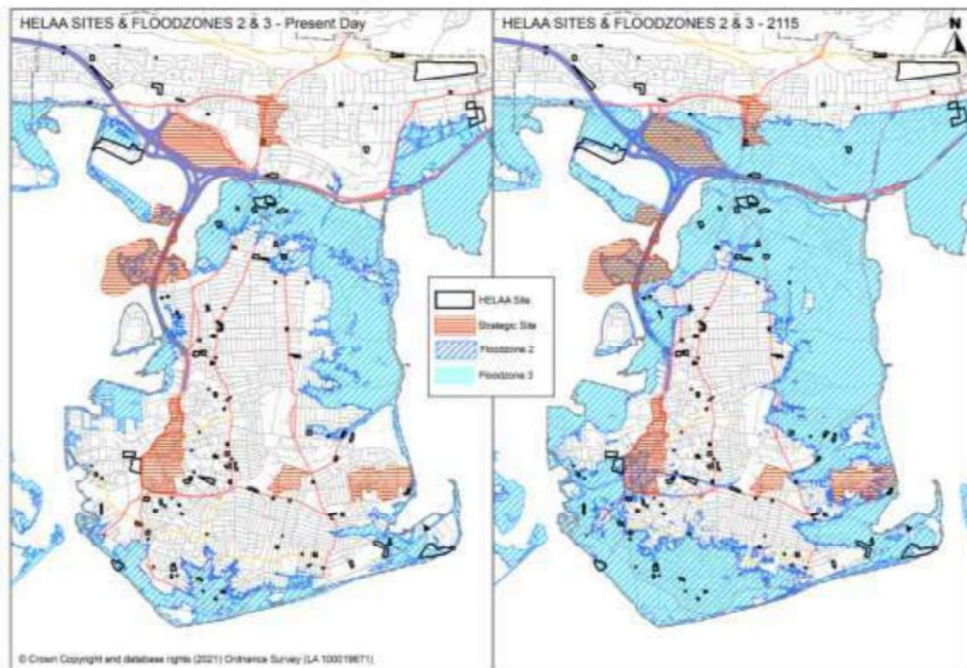 HELAA SITES & FLOODZONES 2 & 3 - Present Day
HELAA SITES & FLOODZONES 2 & 3 - 2115
N
HELAA Site
Strategic Site
Floodzone 2
Floodzone 3
© Crown Copyright and database rights (2021) Ordnance Survey (LA 100019671)